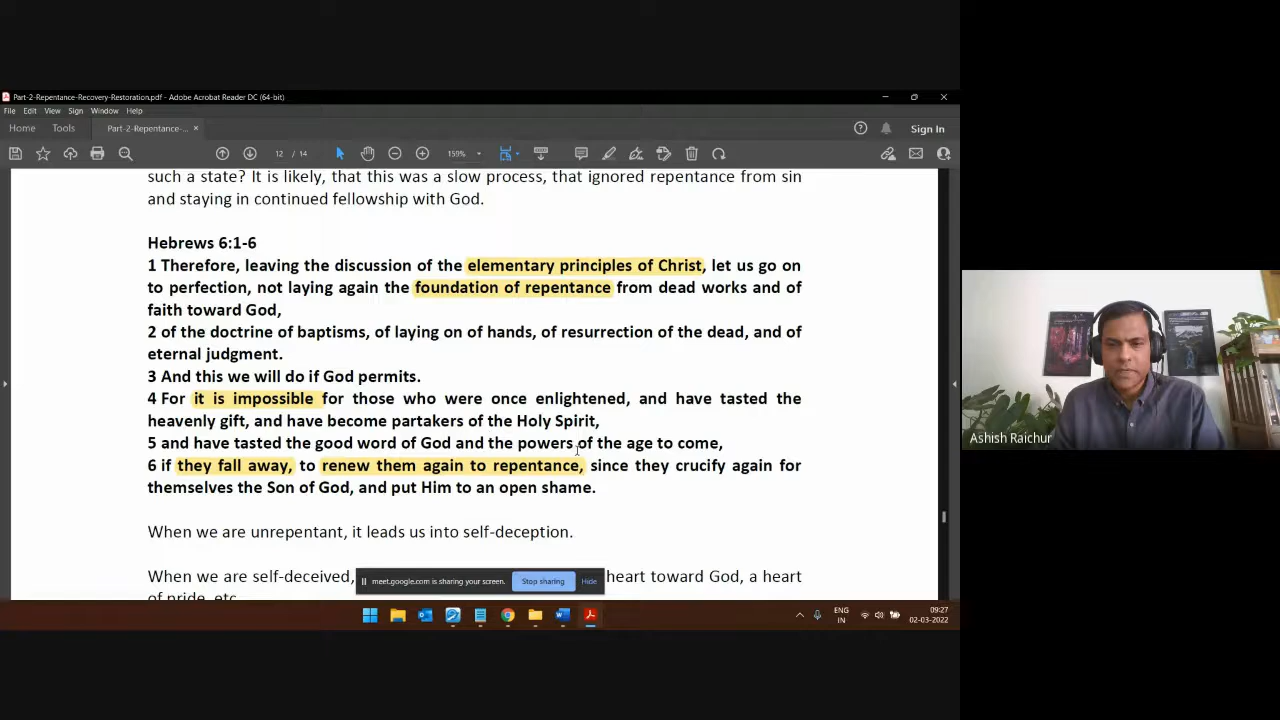 Part-2-Repentance-Recovery-Restoration.pdf - Adobe Acrobat Reader DC (64-bit)
File Edit View Sign Window Help
Home Tools Part-2-Repentance-... × Sign In
12 / 14 159%
such a state? It is likely, that this was a slow process, that ignored repentance from sin
and staying in continued fellowship with God.
Hebrews 6:1-6
1 Therefore, leaving the discussion of the elementary principles of Christ, let us go on
to perfection, not laying again the foundation of repentance from dead works and of
faith toward God,
2 of the doctrine of baptisms, of laying on of hands, of resurrection of the dead, and of
eternal judgment.
3 And this we will do if God permits.
4 For it is impossible for those who were once enlightened, and have tasted the
heavenly gift, and have become partakers of the Holy Spirit,
5 and have tasted the good word of God and the powers of the age to come,
6 if they fall away, to renew them again to repentance, since they crucify again for
themselves the Son of God, and put Him to an open shame.
When we are unrepentant, it leads us into self-deception.
When we are self-deceived, heart toward God, a heart
of pride, etc
meet.google.com is sharing your screen. Stop sharing Hide
ENG
IN
09:27
02-03-2022
Ashish Raichur